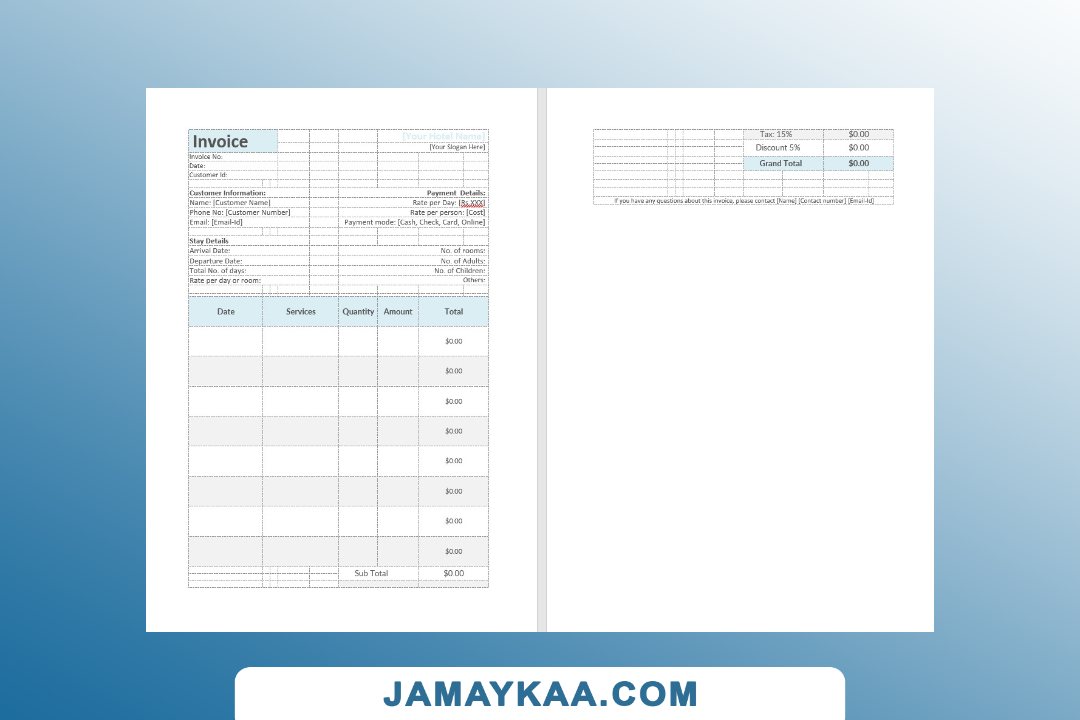 Invoice
[Your Hotel Name]
[Your Slogan Here]
Invoice No:
Date:
Customer Id:
Customer Information: Payment Details:
Name: [Customer Name] Rate per Day: [Rs.XXX]
Phone No: [Customer Number] Rate per person: [Cost]
Email: [Email-Id] Payment mode: [Cash, Check, Card, Online]
Stay Details
Arrival Date: No. of rooms:
Departure Date: No. of Adults:
Total No. of days: No. of Children:
Rate per day or room: Others:
Date Services Quantity Amount Total
$0.00
$0.00
$0.00
$0.00
$0.00
$0.00
$0.00
$0.00
Sub Total $0.00
Tax: 15% $0.00
Discount 5% $0.00
Grand Total $0.00
If you have any questions about this invoice, please contact [Name] [Contact number] [Email-Id]
JAMAYKAA.COM